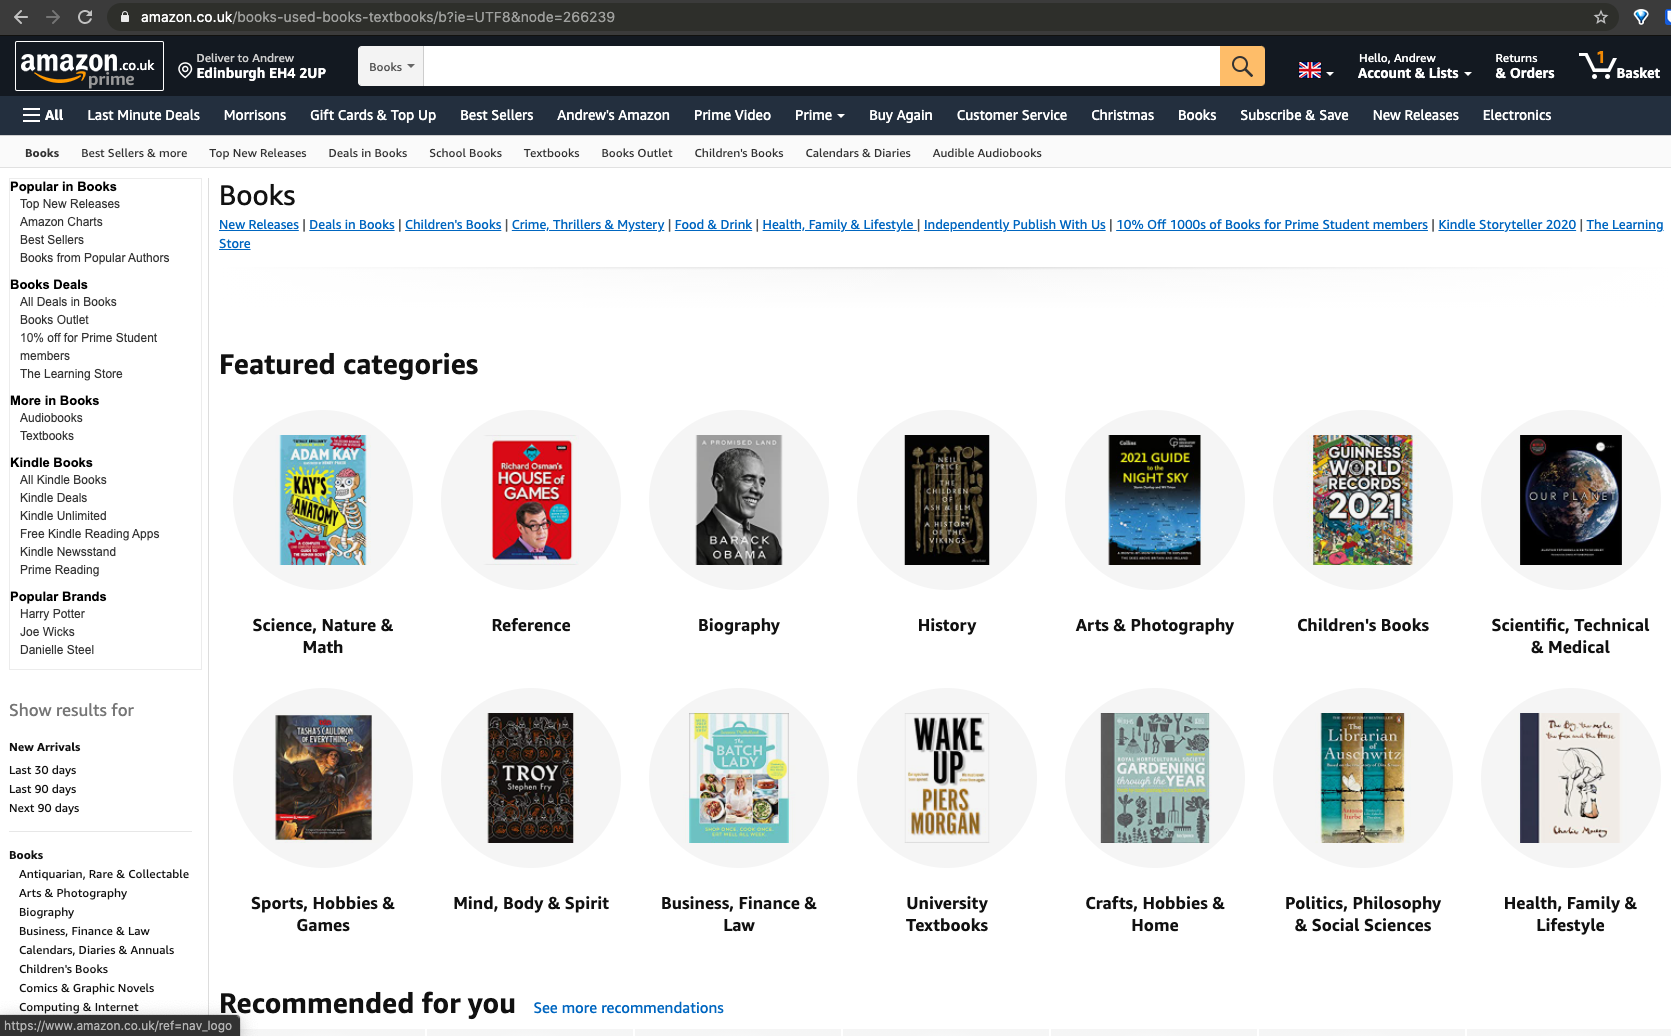 amazon.co.uk/books-used-books-textbooks/b?ie=UTF8&node=266239
amazon.co.uk
prime
Deliver to Andrew
Edinburgh EH4 2UP
Books
Hello, Andrew
Account & Lists
Returns
& Orders
1
Basket
All
Last Minute Deals
Morrisons
Gift Cards & Top Up
Best Sellers
Andrew's Amazon
Prime Video
Prime
Buy Again
Customer Service
Christmas
Books
Subscribe & Save
New Releases
Electronics
Books
Best Sellers & more
Top New Releases
Deals in Books
School Books
Textbooks
Books Outlet
Children's Books
Calendars & Diaries
Audible Audiobooks
Popular in Books
Top New Releases
Amazon Charts
Best Sellers
Books from Popular Authors
Books Deals
All Deals in Books
Books Outlet
10% off for Prime Student
members
The Learning Store
More in Books
Audiobooks
Textbooks
Kindle Books
All Kindle Books
Kindle Deals
Kindle Unlimited
Free Kindle Reading Apps
Kindle Newsstand
Prime Reading
Popular Brands
Harry Potter
Joe Wicks
Danielle Steel
Show results for
New Arrivals
Last 30 days
Last 90 days
Next 90 days
Books
Antiquarian, Rare & Collectable
Arts & Photography
Biography
Business, Finance & Law
Calendars, Diaries & Annuals
Children's Books
Comics & Graphic Novels
Computing & Internet
https://www.amazon.co.uk/ref=nav_logo
Books
New Releases | Deals in Books | Children's Books | Crime, Thrillers & Mystery | Food & Drink | Health, Family & Lifestyle | Independently Publish With Us | 10% Off 1000s of Books for Prime Student members | Kindle Storyteller 2020 | The Learning
Store
Featured categories
ADAM KAY
KAY'S
ANATOMY
Science, Nature &
Math
Richard Osman's
HOUSE of
GAMES
Reference
A PROMISED LAND
BARACK
OBAMA
Biography
NEIL
PRICE
THE
CHILDREN
OF
ASH & ELM
A HISTORY
OF THE
VIKINGS
History
Collins
2021 GUIDE
to the
NIGHT SKY
Arts & Photography
GUINNESS
WORLD
RECORDS
2021
Children's Books
OUR PLANET
Scientific, Technical
& Medical
TASHA'S CAULDRON
OF EVERYTHING
Sports, Hobbies &
Games
TROY
Stephen Fry
Mind, Body & Spirit
The
BATCH
LADY
SHOP ONCE. COOK ONCE.
EAT WELL ALL WEEK.
Business, Finance &
Law
WAKE
UP
PIERS
MORGAN
University
Textbooks
ROYAL HORTICULTURAL SOCIETY
GARDENING
through the
YEAR
Crafts, Hobbies &
Home
The
Librarian
of
Auschwitz
Antonio
Iturbe
Politics, Philosophy
& Social Sciences
The Boy, the mole,
the fox and the Horse
Charlie Mackesy
Health, Family &
Lifestyle
Recommended for you
See more recommendations